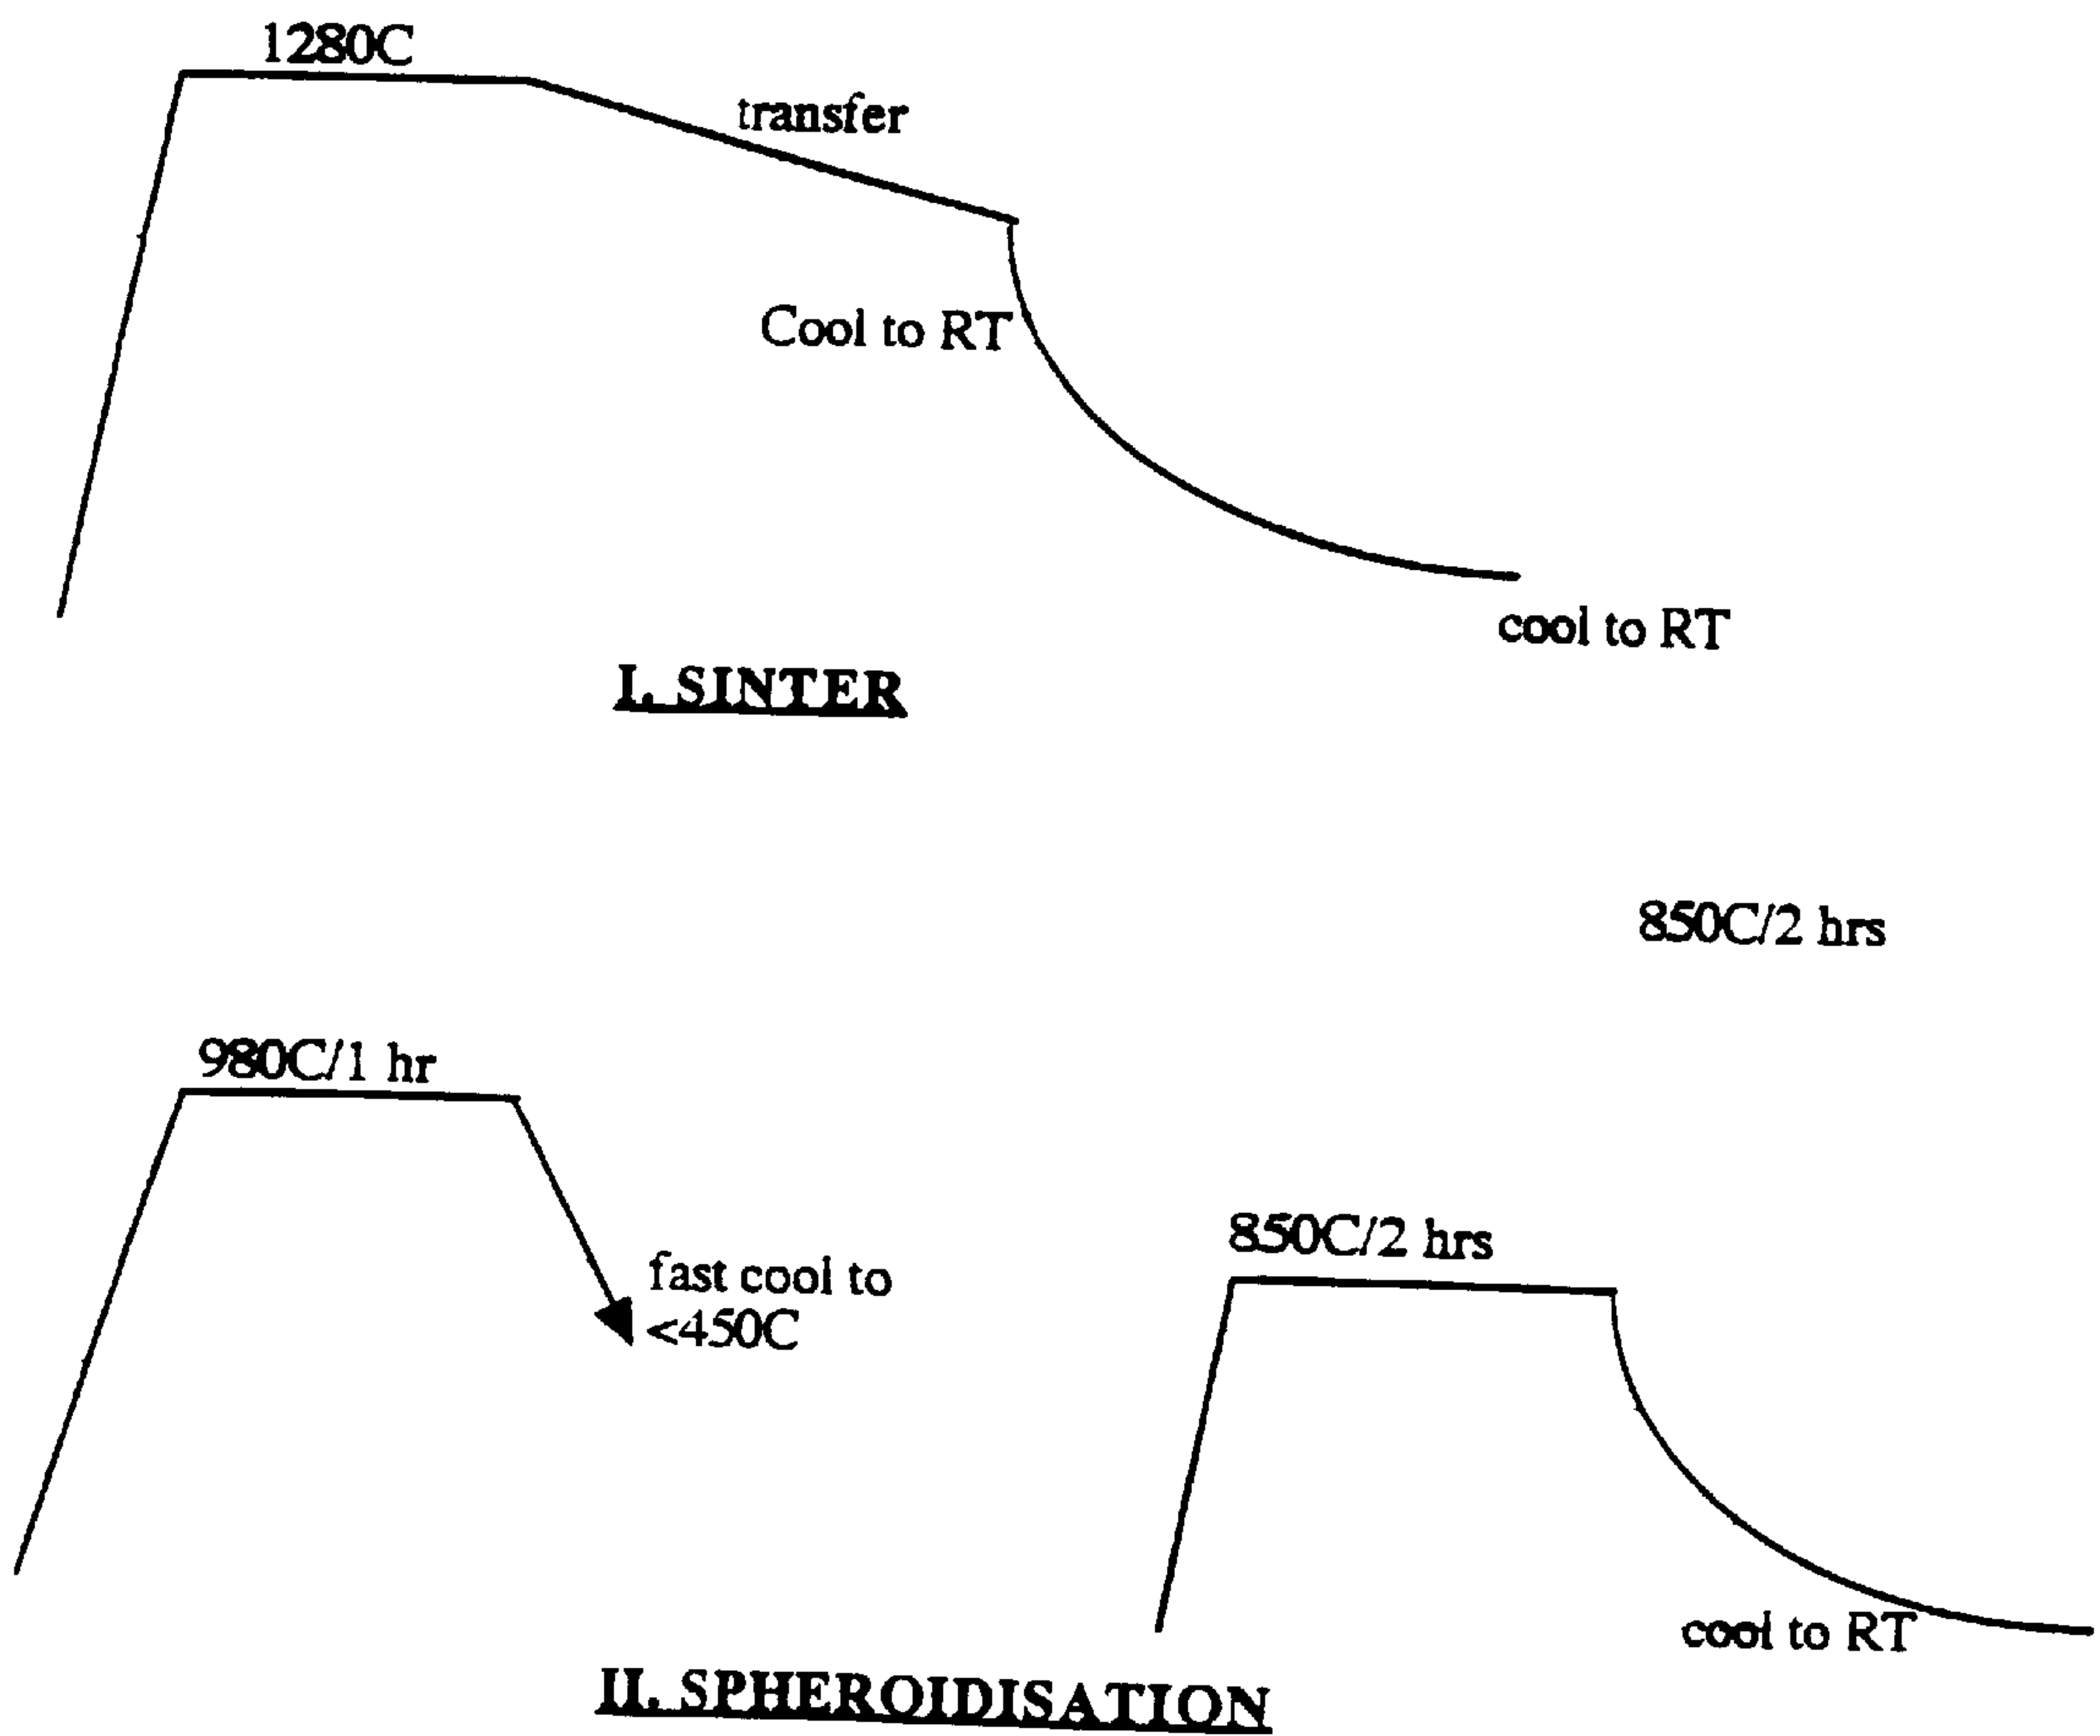 1280C
transfer
Cool to RT
cool to RT
I. SINTER
850C/2 hrs
980C/1 hr
850C/2 hrs
fast cool to
<450C
cool to RT
II. SPHEROIDISATION